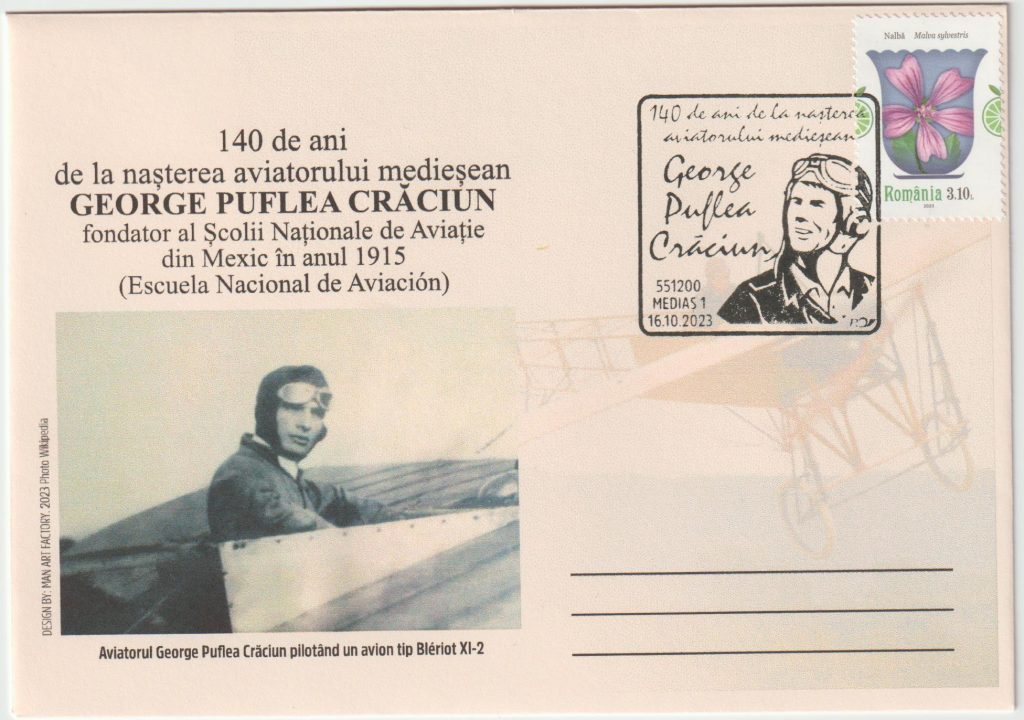 140 de ani
de la nașterea aviatorului medieșean
GEORGE PUFLEA CRĂCIUN
fondator al Școlii Naționale de Aviație
din Mexic în anul 1915
(Escuela Nacional de Aviación)
DESIGN BY: MAN ART FACTORY. 2023 Photo Wikipedia
Aviatorul George Puflea Crăciun pilotând un avion tip Blériot XI-2
140 de ani de la nașterea
aviatorului medieșean
George
Puflea
Crăciun
551200
MEDIAȘ 1
16.10.2023
Nalbă Malva sylvestris
România 3.10L
2023